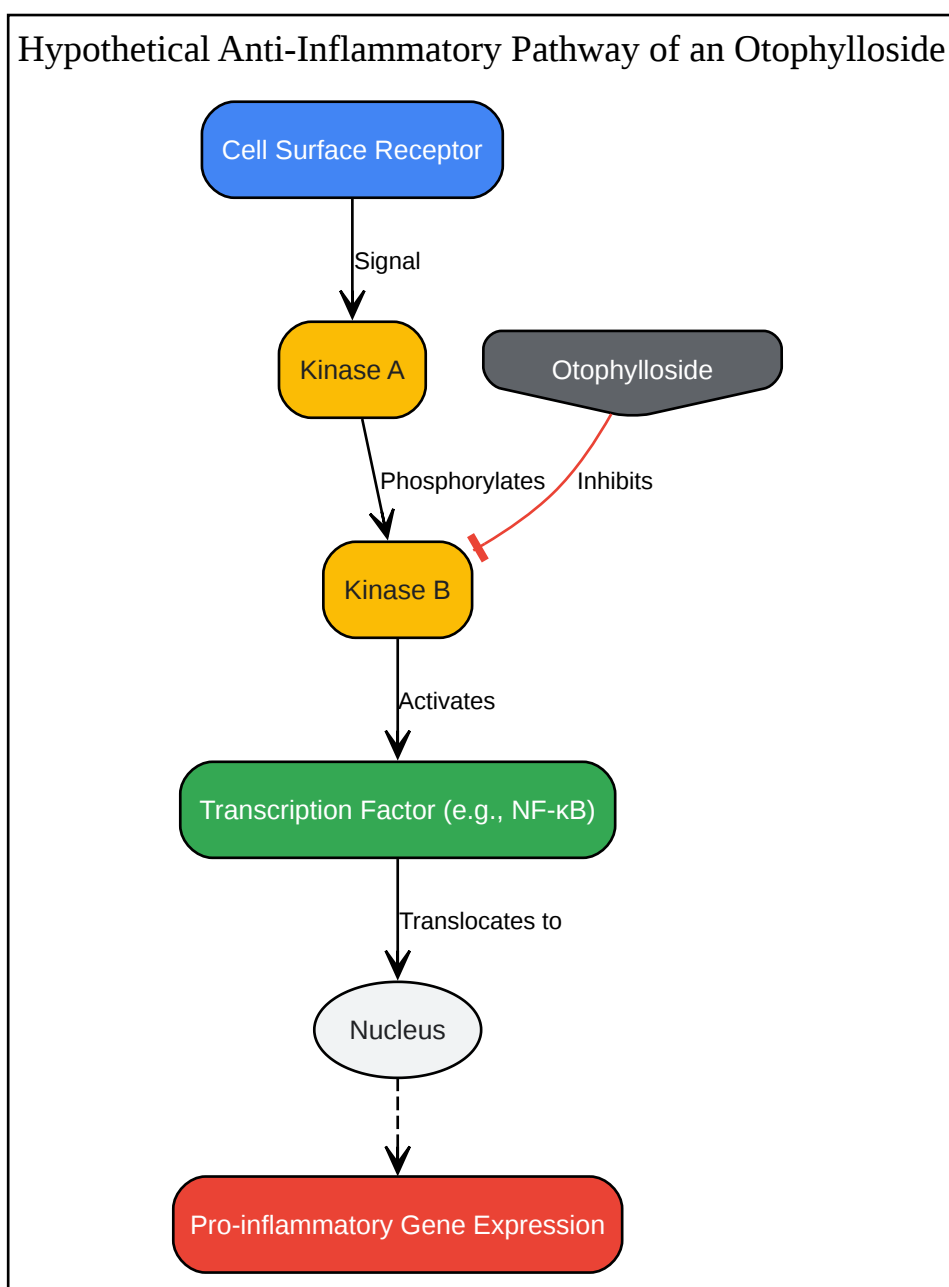 Hypothetical Anti-Inflammatory Pathway of an Otophylloside
Cell Surface Receptor
Signal
Kinase A
Otophylloside
Phosphorylates
Inhibits
Kinase B
Activates
Transcription Factor (e.g., NF-κB)
Translocates to
Nucleus
Pro-inflammatory Gene Expression